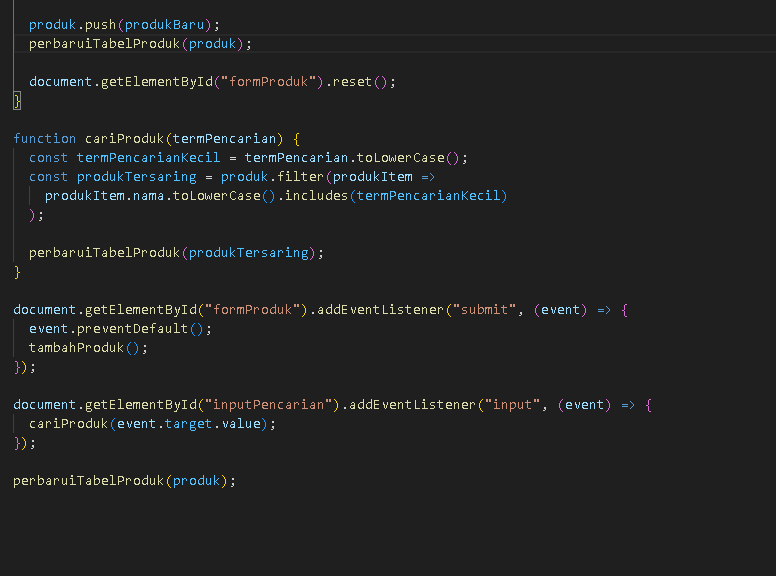 produk.push(produkBaru);
perbaruiTabelProduk(produk);
document.getElementById("formProduk").reset();
}
function cariProduk(termPencarian) {
const termPencarianKecil = termPencarian.toLowerCase();
const produkTersaring = produk.filter(produkItem =>
produkItem.nama.toLowerCase().includes(termPencarianKecil)
);
perbaruiTabelProduk(produkTersaring);
}
document.getElementById("formProduk").addEventListener("submit", (event) => {
event.preventDefault();
tambahProduk();
});
document.getElementById("inputPencarian").addEventListener("input", (event) => {
cariProduk(event.target.value);
});
perbaruiTabelProduk(produk);